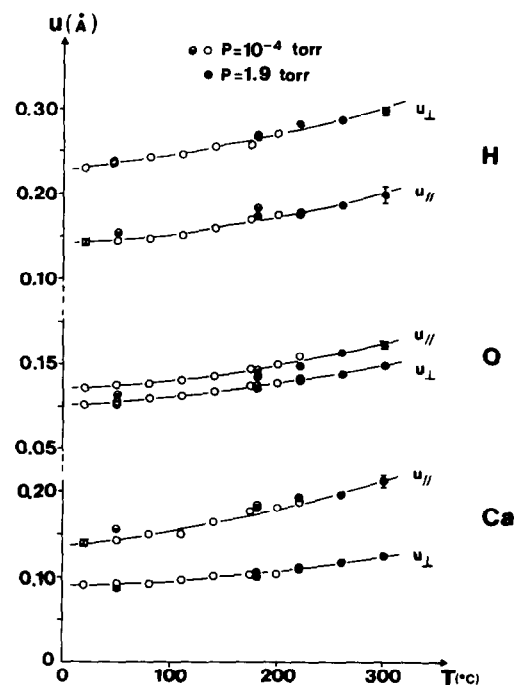 u(Å)
◒ ○ P=10⁻⁴ torr
● P=1.9 torr
0.30
u⊥
H
0.20
u//
0.10
u//
0.15
O
u⊥
0.05
u//
0.20
Ca
0.10
u⊥
0
0 100 200 300 T(°C)